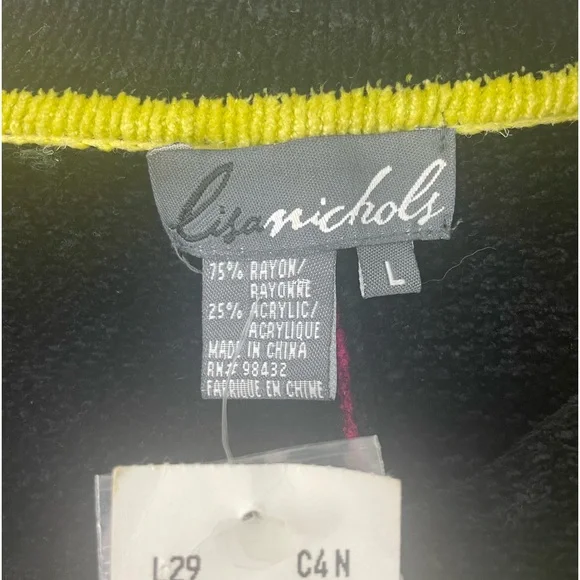 lisanichols
L
75% RAYON/
RAYONNE
25% ACRYLIC/
ACRYLIQUE
MADE IN CHINA
RN# 98432
FABRIQUE EN CHINE
L29 C4N